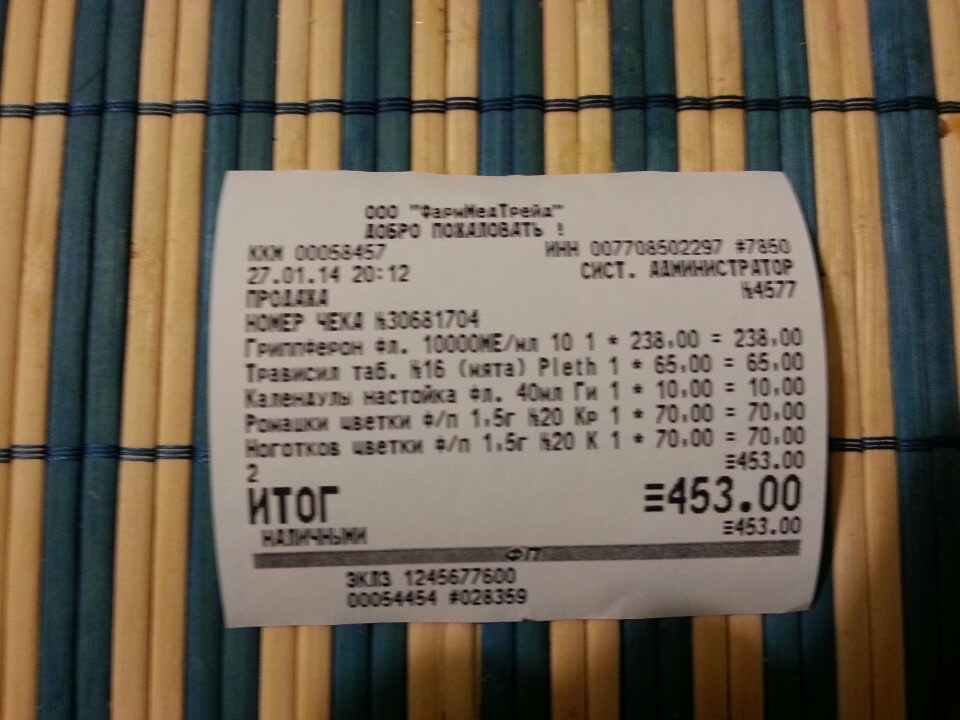 ООО "ФармМедТрейд"
ДОБРО ПОЖАЛОВАТЬ !
ККМ 00058457 ИНН 007708502297 #7850
27.01.14 20:12 СИСТ. АДМИНИСТРАТОР
ПРОДАЖА №4577
НОМЕР ЧЕКА №30681704
Гриппферон фл. 10000МЕ/мл 10 1 * 238,00 = 238,00
Трависил таб. №16 (мята) Pleth 1 * 65,00 = 65,00
Календулы настойка фл. 40мл Ги 1 * 10,00 = 10,00
Ромашки цветки ф/п 1,5г №20 Кр 1 * 70,00 = 70,00
Ноготков цветки ф/п 1,5г №20 К 1 * 70,00 = 70,00
≡453.00
2
ИТОГ ≡453.00
НАЛИЧНЫМИ ≡453.00
ФП
ЭКЛЗ 1245677600
00054454 #028359